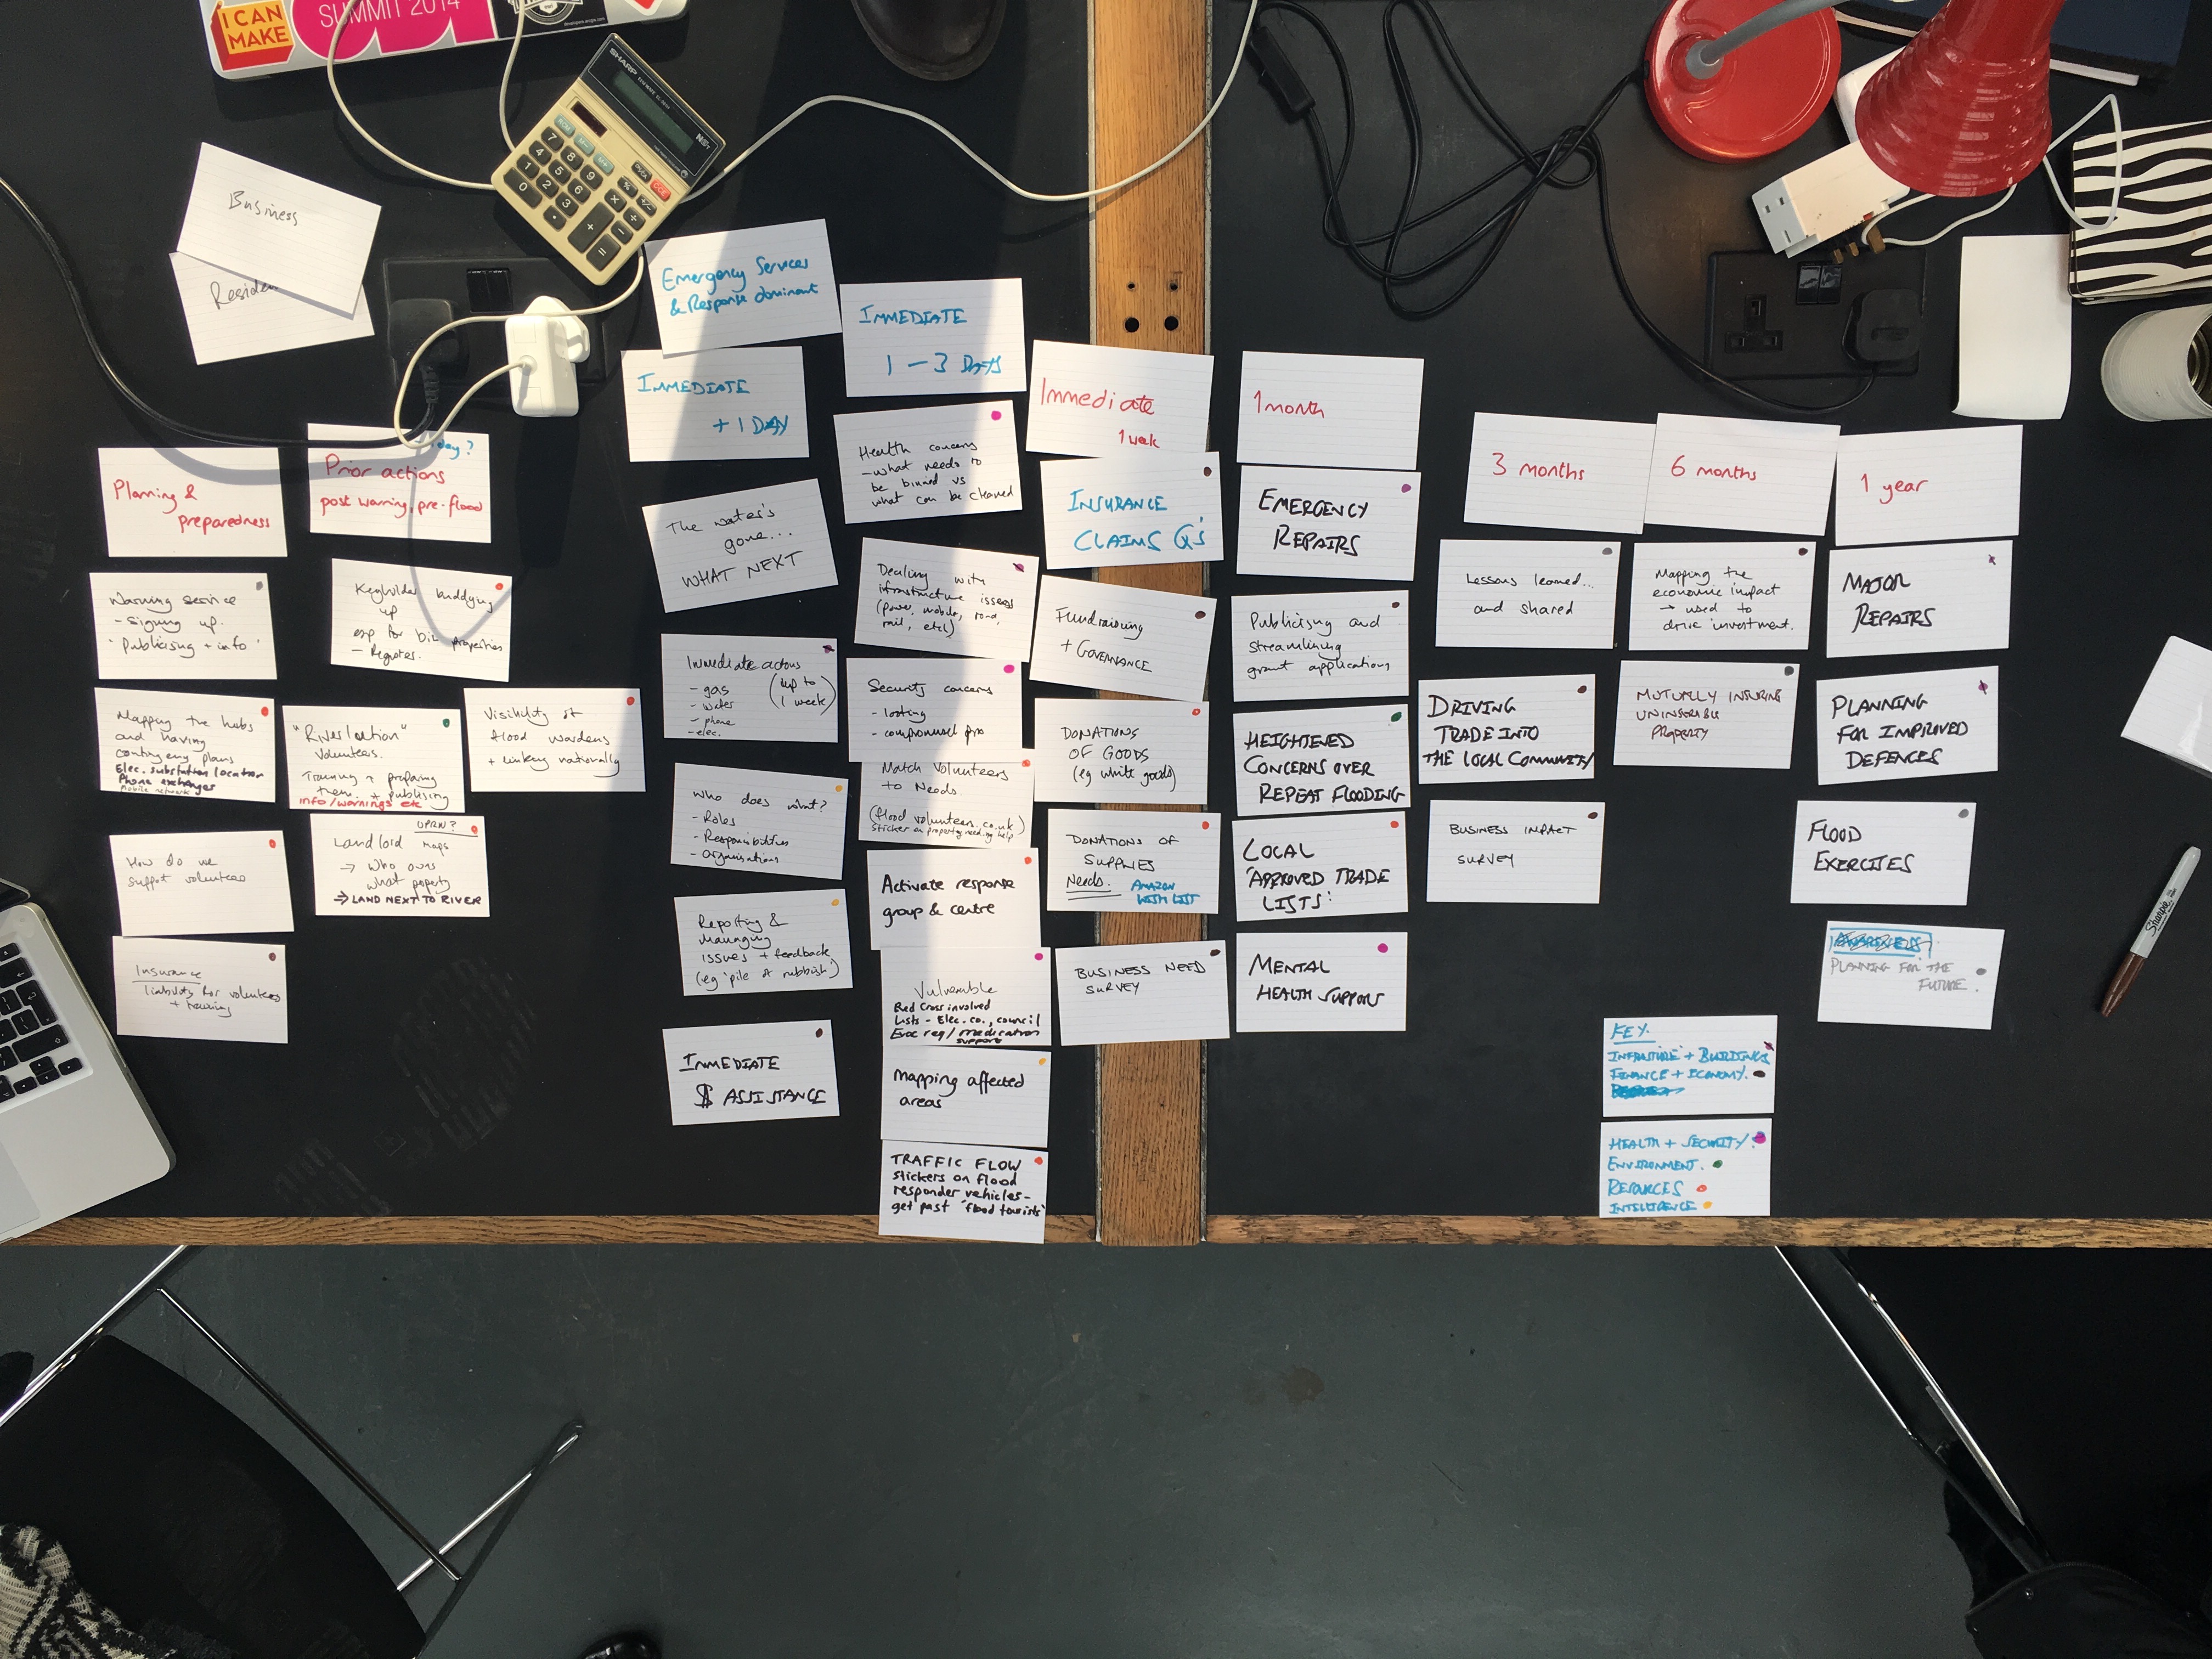 I CAN
MAKE
SUMMIT 2014
SHARP
Business
Emergency Services
& Response dominant
IMMEDIATE
1 - 3 DAYS
IMMEDIATE
+ 1 DAY
Immediate
1 week
1 month
3 months
6 months
1 year
Planning &
preparedness
day?
Prior actions
post warning, pre-flood
Warning service
- Signing up.
- Publicising + info
Mapping the hubs
and having
contingency plans
Elec. substation location
Phone exchanges
Mobile network
How do we
support volunteers
Insurance
liability for volunteers
+ training
Keyholder buddying
up
esp for biz properties
- Registers.
"Riverlution"
Volunteers.
Training + preparing
them. + publicising
info/warnings etc
Visibility of
flood wardens
+ linking nationally
UPRN?
Landlord maps
→ who owns
what property
→ LAND NEXT TO RIVER
The water's
gone...
WHAT NEXT
Immediate actions
- gas (up to
- water 1 week)
- phone
- elec.
Who does what?
- Roles
- Responsibilities
- Organisations
Reporting &
Managing
issues + feedback
(eg 'pile of rubbish')
IMMEDIATE
$ ASSISTANCE
Health concerns
- what needs to
be binned vs
what can be cleaned
Dealing with
infrastructure issues
(power, mobile, road,
rail, etc)
Security concerns
- looting
- compromised pro
Match Volunteers
to Needs
(flood volunteers.co.uk)
Sticker on property needing help
Activate response
group & centre
Vulnerable
Red Cross involved
Lists - Elec.co., council
Evac req/medication
support
Mapping affected
areas
TRAFFIC FLOW
stickers on flood
responder vehicles -
get past 'flood tourists'
INSURANCE
CLAIMS Q's
Fundraising
+ GOVERNANCE
DONATIONS
OF GOODS
(eg white goods)
DONATIONS OF
SUPPLIES
Needs. AMAZON
WISH LIST
BUSINESS NEED
SURVEY
EMERGENCY
REPAIRS
Publicising and
streamlining
grant applications
HEIGHTENED
CONCERNS OVER
REPEAT FLOODING
LOCAL
'APPROVED TRADE
LISTS'
MENTAL
HEALTH SUPPORT
Lessons learned...
and shared
DRIVING
TRADE INTO
THE LOCAL COMMUNITY
BUSINESS IMPACT
SURVEY
Mapping the
economic impact
→ used to
drive investment.
MUTUALLY INSURING
UNINSURABLE
PROPERTY
MAJOR
REPAIRS
PLANNING
FOR IMPROVED
DEFENCES
FLOOD
EXERCISES
PLANNING FOR THE
FUTURE.
KEY.
FINANCE + ECONOMY.
HEALTH + SECURITY
ENVIRONMENT.
RESOURCES
INTELLIGENCE
Sharpie